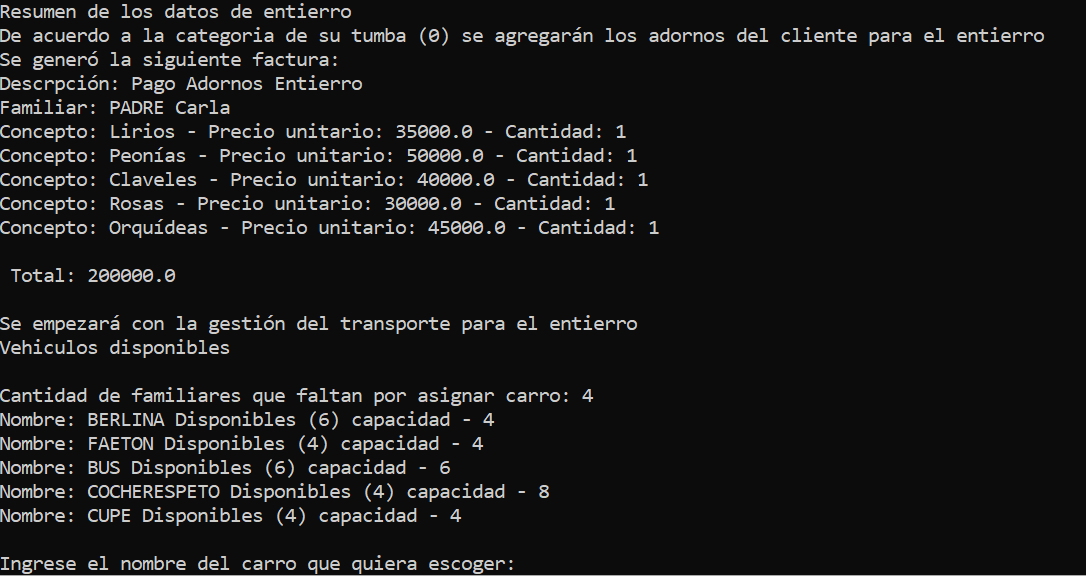 Resumen de los datos de entierro
De acuerdo a la categoria de su tumba (0) se agregarán los adornos del cliente para el entierro
Se generó la siguiente factura:
Descrpción: Pago Adornos Entierro
Familiar: PADRE Carla
Concepto: Lirios - Precio unitario: 35000.0 - Cantidad: 1
Concepto: Peonías - Precio unitario: 50000.0 - Cantidad: 1
Concepto: Claveles - Precio unitario: 40000.0 - Cantidad: 1
Concepto: Rosas - Precio unitario: 30000.0 - Cantidad: 1
Concepto: Orquídeas - Precio unitario: 45000.0 - Cantidad: 1
Total: 200000.0
Se empezará con la gestión del transporte para el entierro
Vehiculos disponibles
Cantidad de familiares que faltan por asignar carro: 4
Nombre: BERLINA Disponibles (6) capacidad - 4
Nombre: FAETON Disponibles (4) capacidad - 4
Nombre: BUS Disponibles (6) capacidad - 6
Nombre: COCHERESPETO Disponibles (4) capacidad - 8
Nombre: CUPE Disponibles (4) capacidad - 4
Ingrese el nombre del carro que quiera escoger: